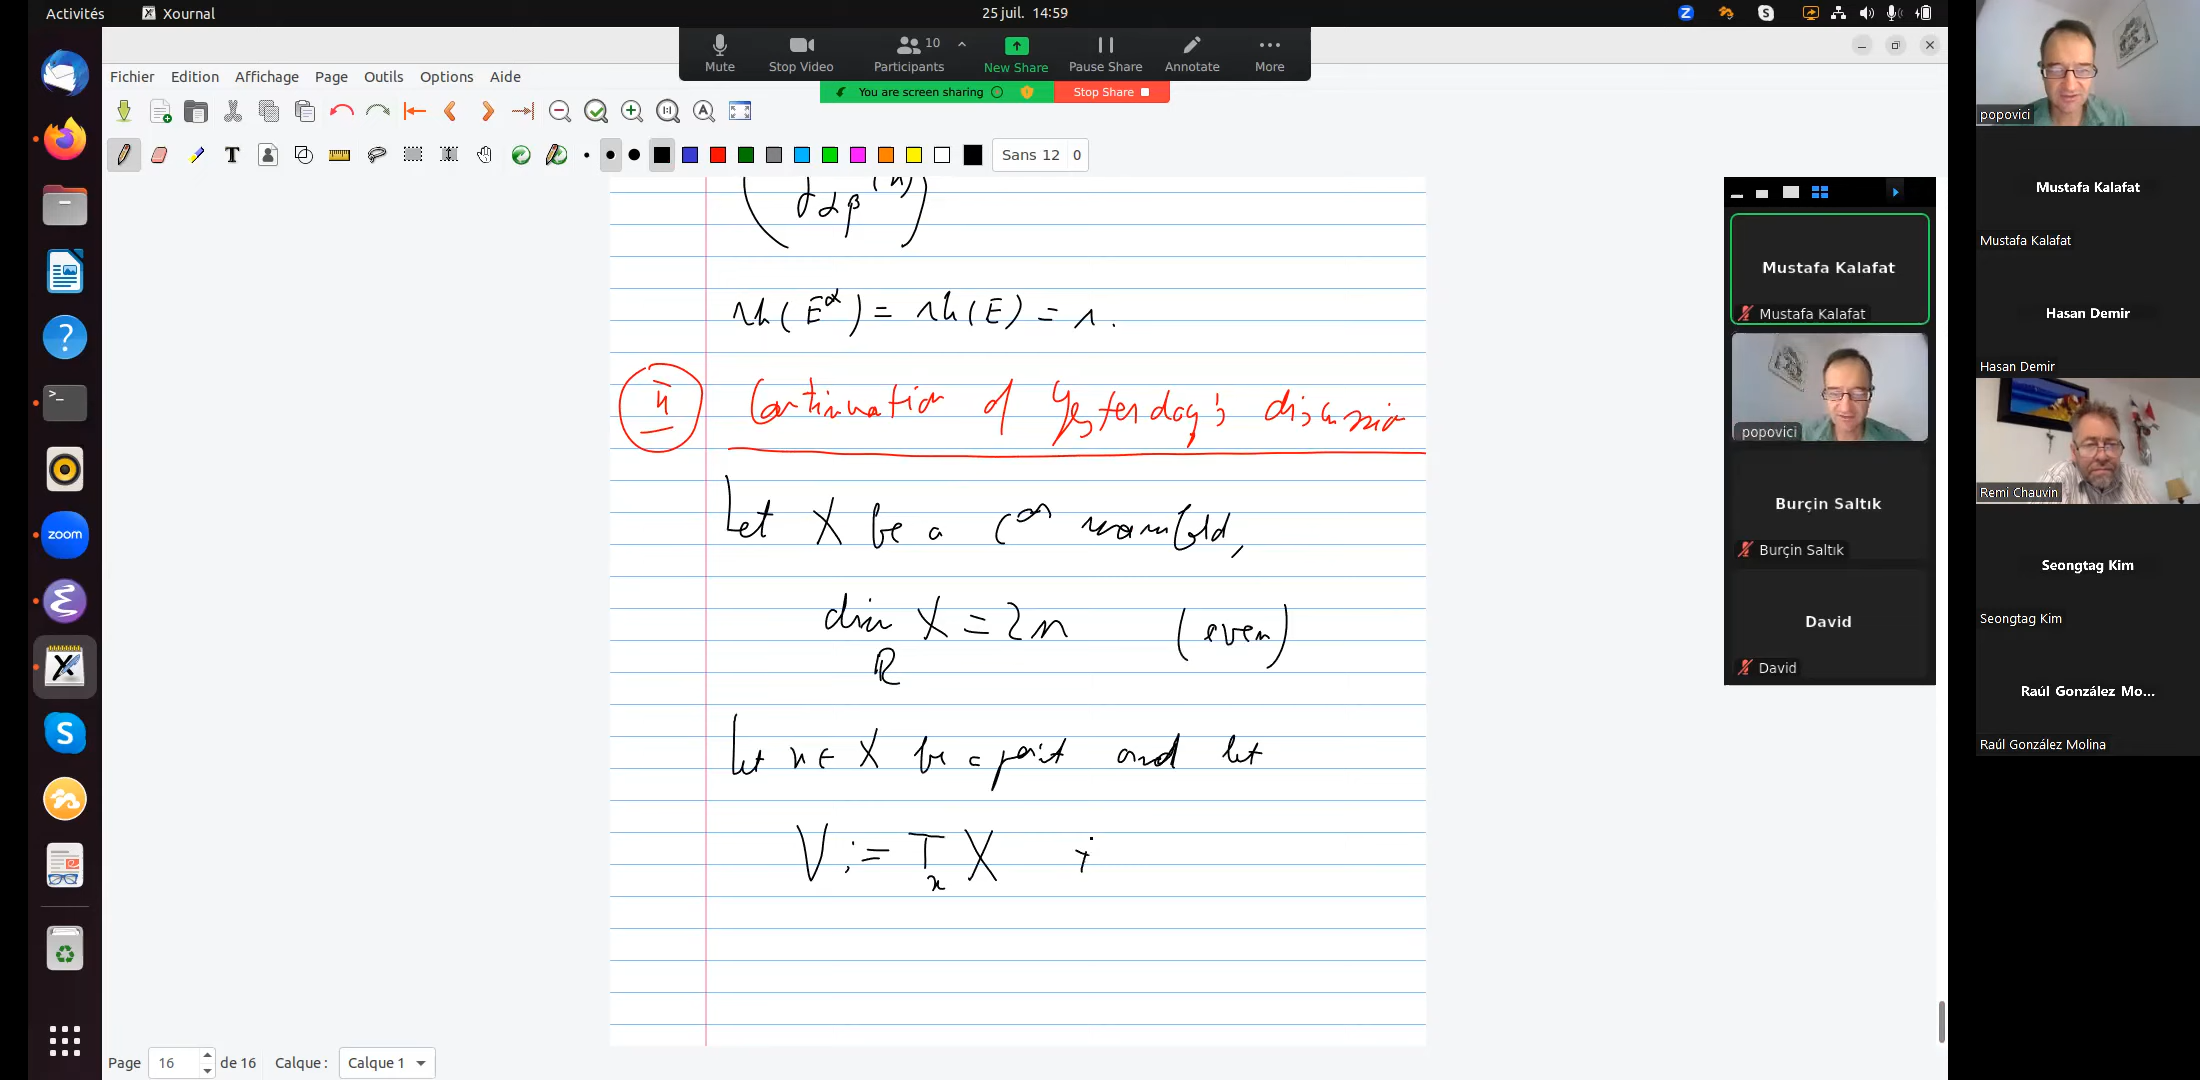 Activités
Xournal
25 juil. 14:59
Mute
Stop Video
Participants
10
New Share
Pause Share
Annotate
More
You are screen sharing
Stop Share
Fichier Edition Affichage Page Outils Options Aide
Sans 12 0
rk(E^α) = rk(E) = r.
Continuation of Yesterday's discussion
Let X be a C^∞ manifold,
dim_R X = 2n (even)
Let x ∈ X be a point and let
V := T_x X
zoom
Page 16 de 16 Calque : Calque 1
Mustafa Kalafat
Mustafa Kalafat
popovici
Burçin Saltık
Burçin Saltık
David
David
popovici
Mustafa Kalafat
Mustafa Kalafat
Hasan Demir
Hasan Demir
Remi Chauvin
Seongtag Kim
Seongtag Kim
Raúl González Mo...
Raúl González Molina